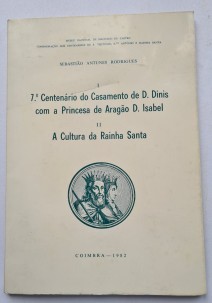 SEBASTIÃO ANTUNES RODRIGUES
I
7.º Centenário do Casamento de D. Dinis
com a Princesa de Aragão D. Isabel
II
A Cultura da Rainha Santa
COIMBRA — 1982